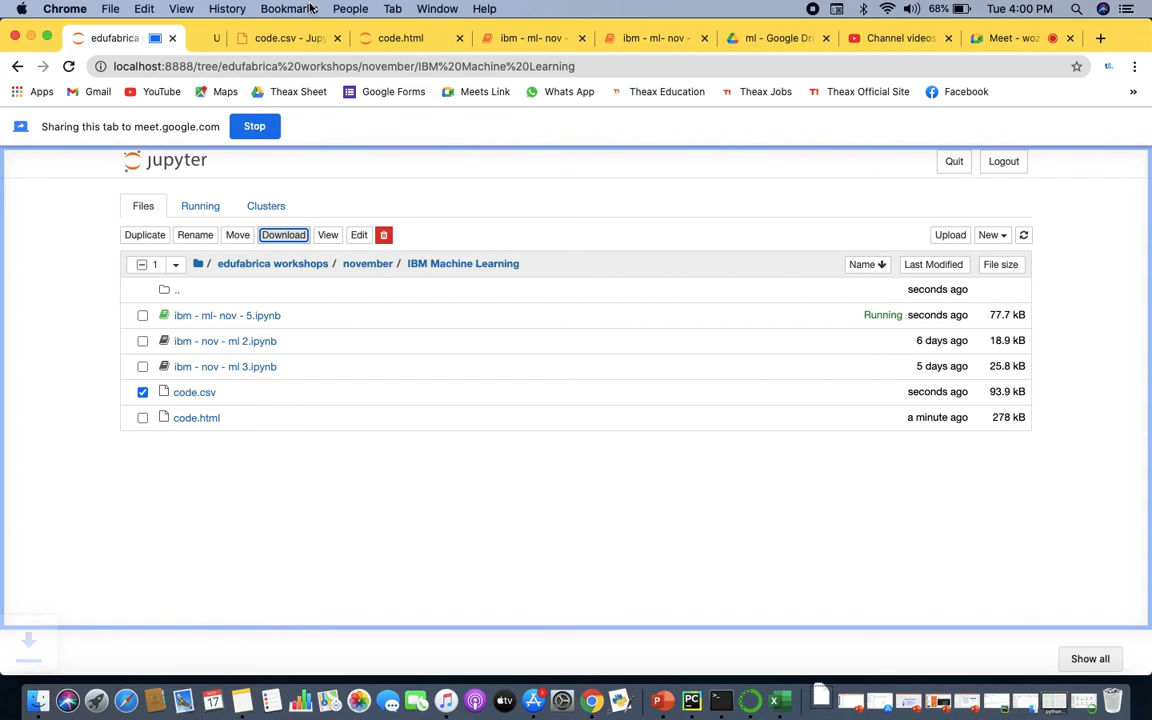 Chrome File Edit View History Bookmarks People Tab Window Help 68% Tue 4:00 PM
edufabrica U code.csv - Jupy code.html ibm - ml- nov - ibm - ml- nov - ml - Google Dri Channel videos Meet - woz
localhost:8888/tree/edufabrica%20workshops/november/IBM%20Machine%20Learning
Apps Gmail YouTube Maps Theax Sheet Google Forms Meets Link Whats App Theax Education Theax Jobs Theax Official Site Facebook »
Sharing this tab to meet.google.com Stop
jupyter Quit Logout
Files Running Clusters
Duplicate Rename Move Download View Edit Upload New
1 / edufabrica workshops / november / IBM Machine Learning Name Last Modified File size
.. seconds ago
ibm - ml- nov - 5.ipynb Running seconds ago 77.7 kB
ibm - nov - ml 2.ipynb 6 days ago 18.9 kB
ibm - nov - ml 3.ipynb 5 days ago 25.8 kB
code.csv seconds ago 93.9 kB
code.html a minute ago 278 kB
Show all
17